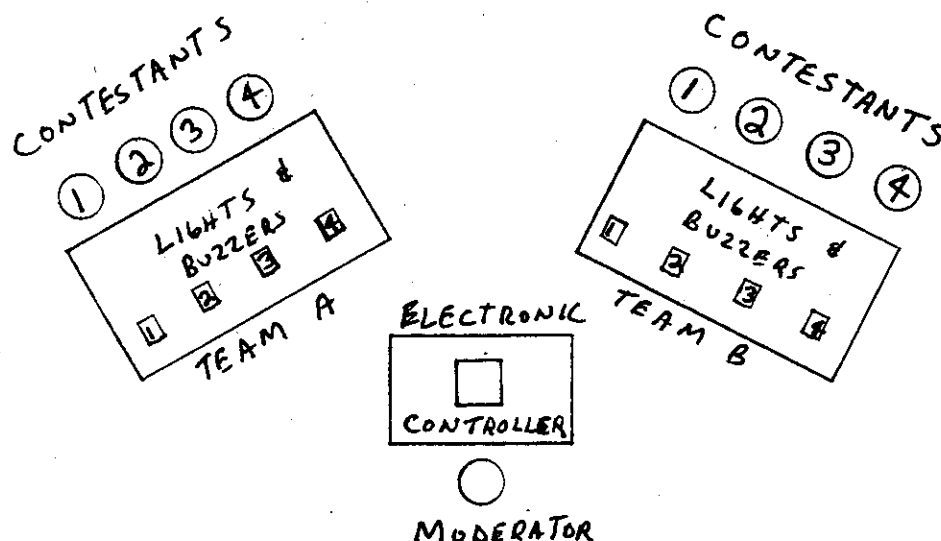 CONTESTANTS
1 2 3 4
LIGHTS &
BUZZERS
1 2 3 4
TEAM A
CONTESTANTS
1 2 3 4
LIGHTS &
BUZZERS
1 2 3 4
TEAM B
ELECTRONIC
CONTROLLER
MODERATOR